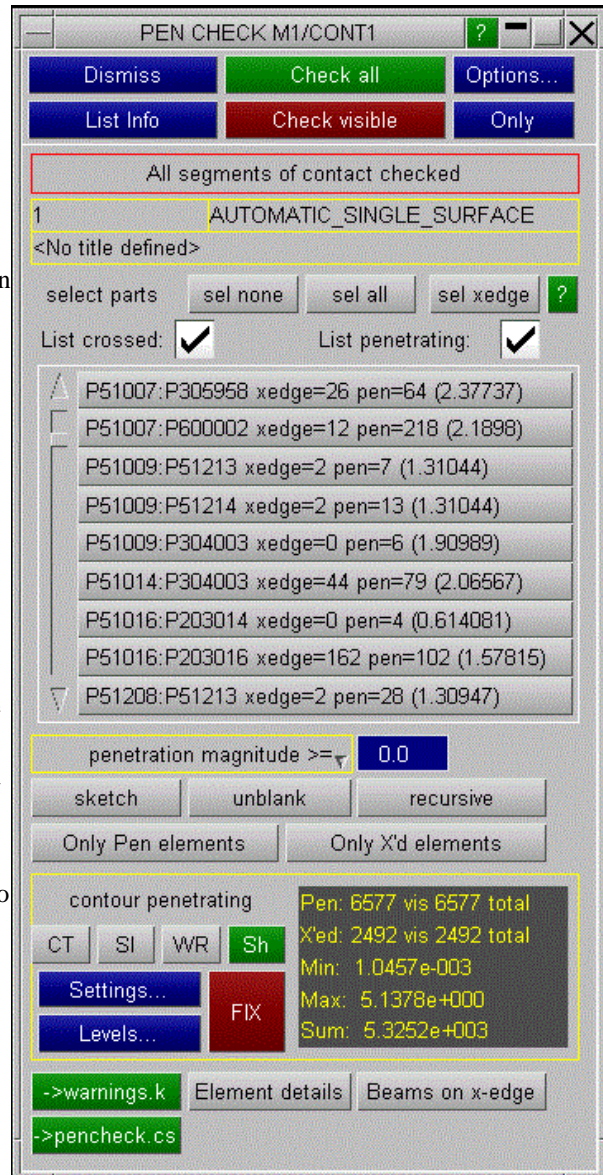 PEN CHECK M1/CONT1 ?
Dismiss Check all Options...
List Info Check visible Only
All segments of contact checked
1 AUTOMATIC_SINGLE_SURFACE
<No title defined>
n
select parts sel none sel all sel xedge ?
List crossed: List penetrating:
P51007:P305958 xedge=26 pen=64 (2.37737)
P51007:P600002 xedge=12 pen=218 (2.1898)
P51009:P51213 xedge=2 pen=7 (1.31044)
P51009:P51214 xedge=2 pen=13 (1.31044)
P51009:P304003 xedge=0 pen=6 (1.90989)
P51014:P304003 xedge=44 pen=79 (2.06567)
P51016:P203014 xedge=0 pen=4 (0.614081)
P51016:P203016 xedge=162 pen=102 (1.57815)
P51208:P51213 xedge=2 pen=28 (1.30947)
penetration magnitude >= 0.0
sketch unblank recursive
Only Pen elements Only X'd elements
o
contour penetrating
CT SI WR Sh
Settings... FIX
Levels...
Pen: 6577 vis 6577 total
X'ed: 2492 vis 2492 total
Min: 1.0457e-003
Max: 5.1378e+000
Sum: 5.3252e+003
->warnings.k Element details Beams on x-edge
->pencheck.cs